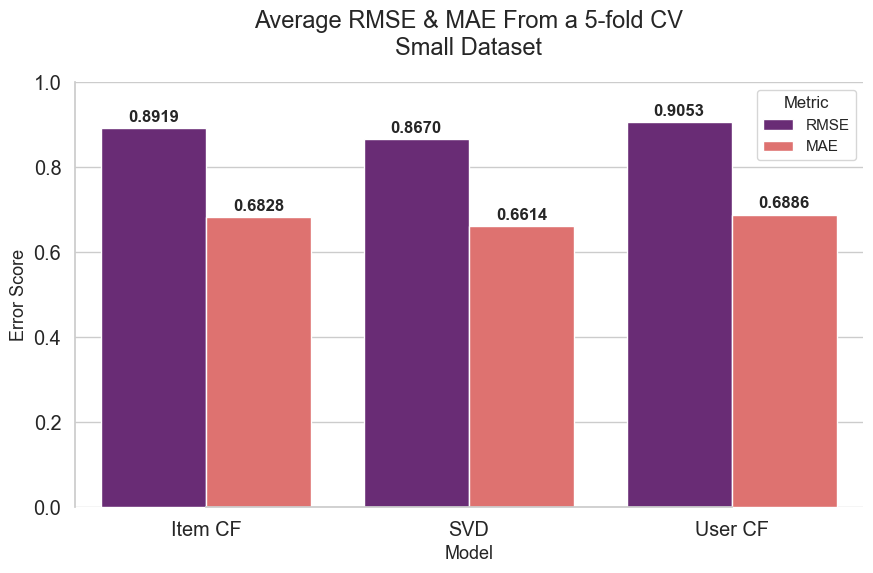 Average RMSE & MAE From a 5-fold CV
Small Dataset
Error Score
1.0
0.8
0.6
0.4
0.2
0.0
0.8919
0.6828
0.8670
0.6614
0.9053
0.6886
Metric
RMSE
MAE
Item CF
SVD
User CF
Model